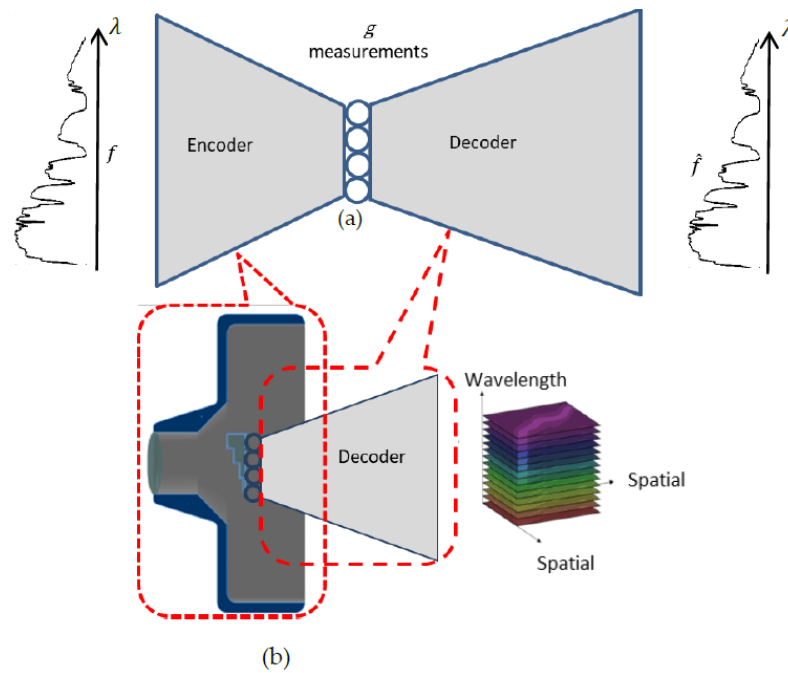 λ
g
measurements
λ
f
Encoder
Decoder
f̂
(a)
Wavelength
Decoder
Spatial
Spatial
(b)